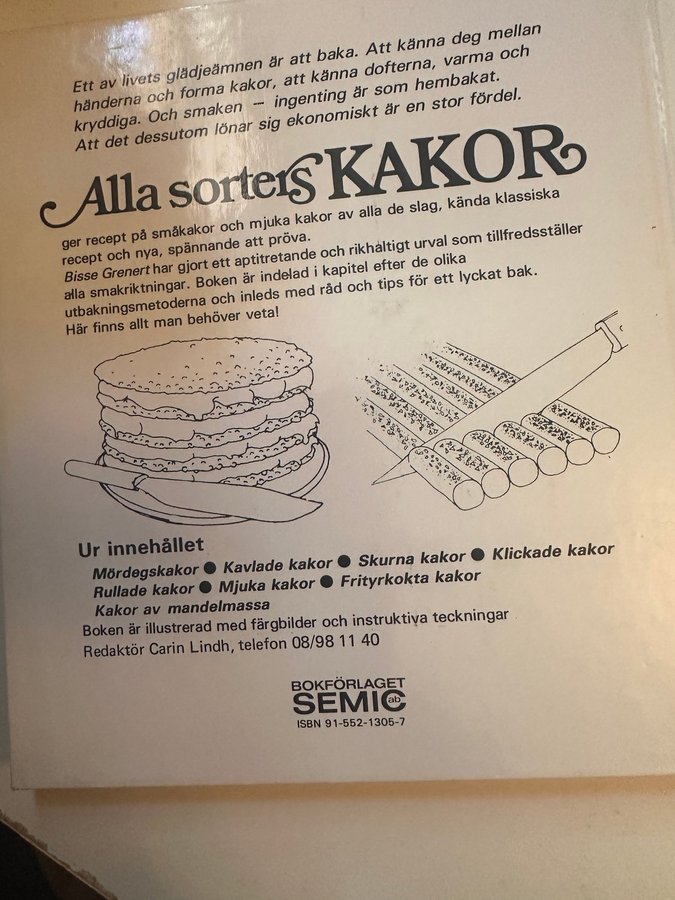 Ett av livets glädjeämnen är att baka. Att känna deg mellan
händerna och forma kakor, att känna dofterna, varma och
kryddiga. Och smaken – ingenting är som hembakat.
Att det dessutom lönar sig ekonomiskt är en stor fördel.
Alla sorters KAKOR
ger recept på småkakor och mjuka kakor av alla de slag, kända klassiska
recept och nya, spännande att pröva.
Bisse Grenert har gjort ett aptitretande och rikhaltigt urval som tillfredsställer
alla smakriktningar. Boken är indelad i kapitel efter de olika
utbakningsmetoderna och inleds med råd och tips för ett lyckat bak.
Här finns allt man behöver veta!
Ur innehållet
Mördegskakor ● Kavlade kakor ● Skurna kakor ● Klickade kakor
Rullade kakor ● Mjuka kakor ● Frityrkokta kakor
Kakor av mandelmassa
Boken är illustrerad med färgbilder och instruktiva teckningar
Redaktör Carin Lindh, telefon 08/98 11 40
BOKFÖRLAGET
SEMIC ab
ISBN 91-552-1305-7